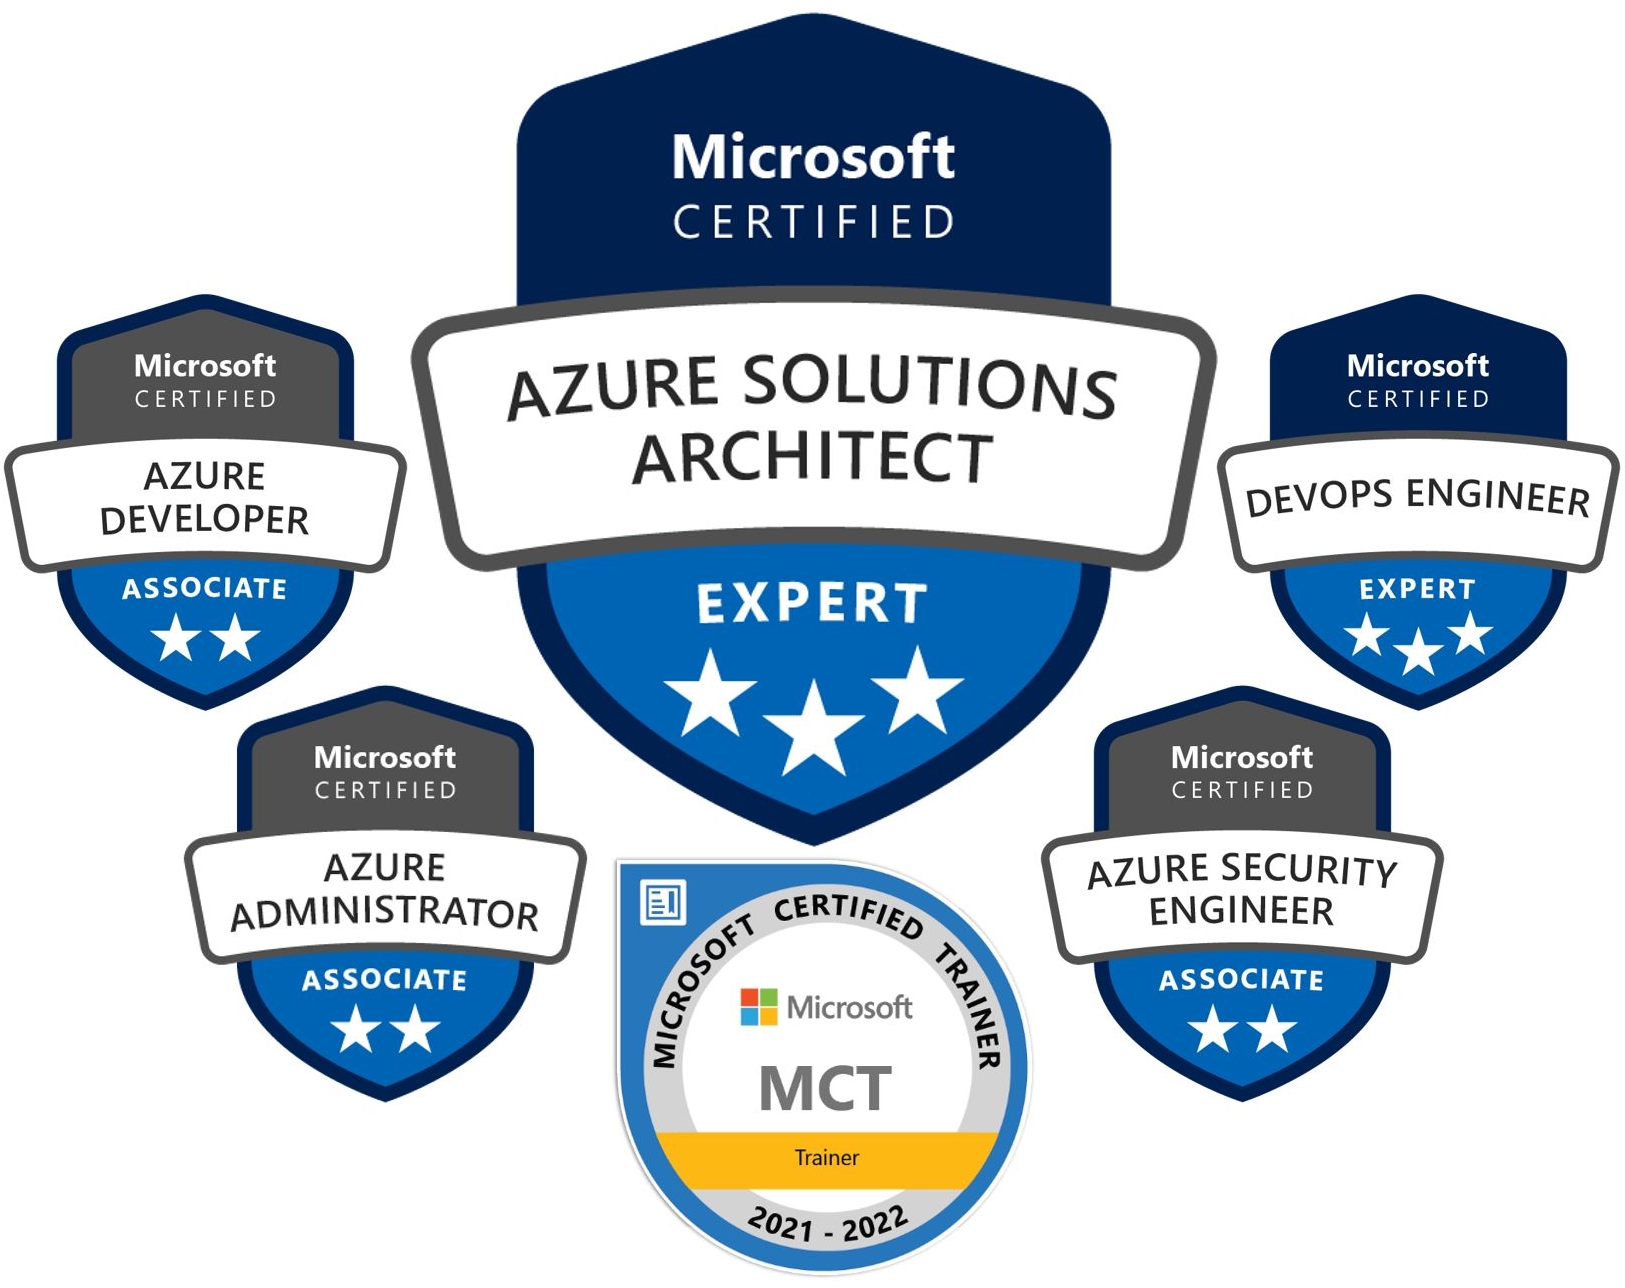 Microsoft
CERTIFIED
AZURE SOLUTIONS
ARCHITECT
EXPERT
Microsoft
CERTIFIED
AZURE
DEVELOPER
ASSOCIATE
Microsoft
CERTIFIED
DEVOPS ENGINEER
EXPERT
Microsoft
CERTIFIED
AZURE
ADMINISTRATOR
ASSOCIATE
MICROSOFT CERTIFIED TRAINER
Microsoft
MCT
Trainer
2021 - 2022
Microsoft
CERTIFIED
AZURE SECURITY
ENGINEER
ASSOCIATE